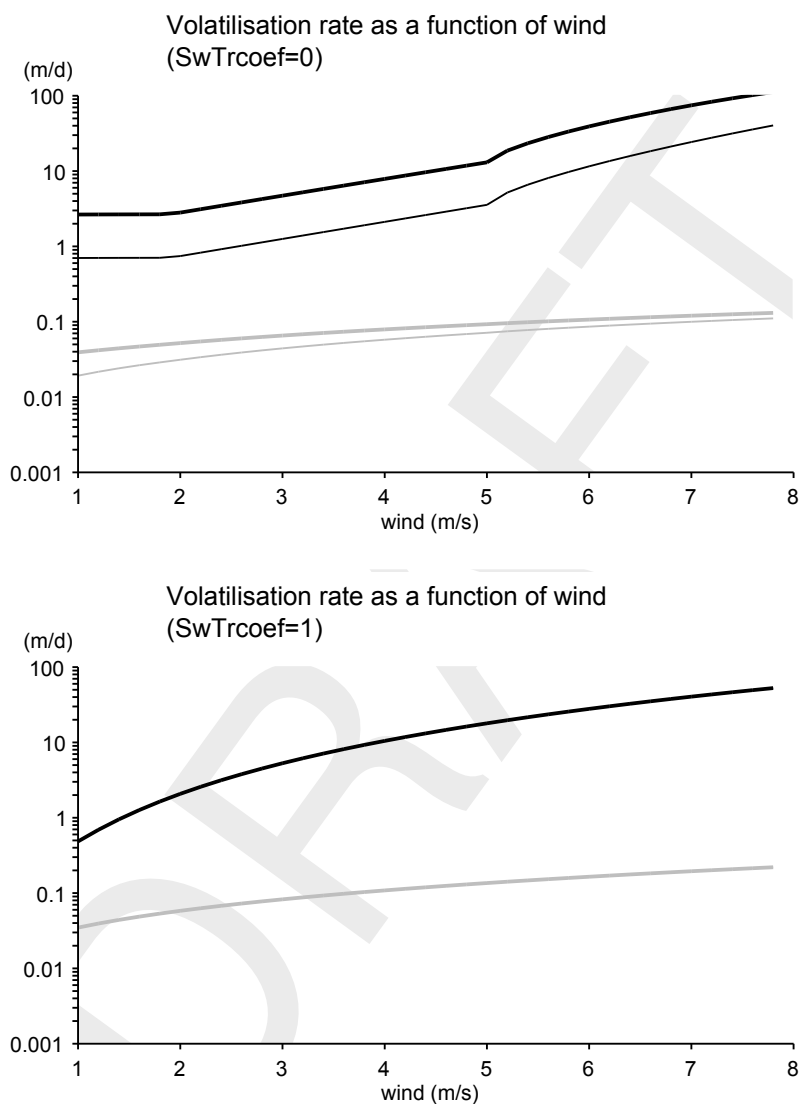 Volatilisation rate as a function of wind
(SwTrcoef=0)
(m/d)
100
10
1
0.1
0.01
0.001
1 2 3 4 5 6 7 8
wind (m/s)
Volatilisation rate as a function of wind
(SwTrcoef=1)
(m/d)
100
10
1
0.1
0.01
0.001
1 2 3 4 5 6 7 8
wind (m/s)
DRAFT